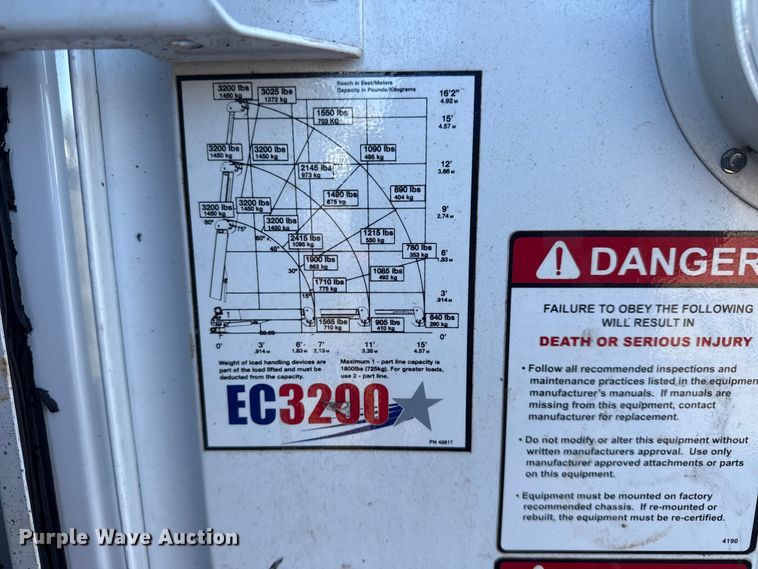 Reach in Feet/Meters
Capacity in Pounds/Kilograms
3200 lbs
1450 kg
3025 lbs
1372 kg
16'2"
4.92 M
1550 lbs
703 KG
15'
4.57 M
3200 lbs
1450 kg
3200 lbs
1450 kg
1090 lbs
495 kg
12'
3.66 M
2145 lbs
973 kg
1490 lbs
675 kg
890 lbs
404 kg
3200 lbs
1450 kg
3200 lbs
1450 kg
9'
2.74 M
80°
75°
3200 lbs
1450 kg
60°
45°
2415 lbs
1095 kg
1215 lbs
550 kg
780 lbs
353 kg
6'
1.83 M
1900 lbs
862 kg
30°
1085 lbs
492 kg
1710 lbs
775 kg
15°
3'
.914 M
1565 lbs
710 kg
905 lbs
410 kg
640 lbs
290 kg
0'
0'
3'
.914 M
6'
1.83 M
7'
2.13 M
11'
3.36 M
15'
4.57 M
Weight of load handling devices are
part of the load lifted and must be
deducted from the capacity.
Maximum 1 - part line capacity is
1600lbs (725kg). For greater loads,
use 2 - part line.
EC3200
PN 42817
DANGER
FAILURE TO OBEY THE FOLLOWING
WILL RESULT IN
DEATH OR SERIOUS INJURY
• Follow all recommended inspections and
maintenance practices listed in the equipmen
manufacturer's manuals. If manuals are
missing from this equipment, contact
manufacturer for replacement.
• Do not modify or alter this equipment without
written manufacturers approval. Use only
manufacturer approved attachments or parts
on this equipment.
• Equipment must be mounted on factory
recommended chassis. If re-mounted or
rebuilt, the equipment must be re-certified.
4190
Purple Wave Auction